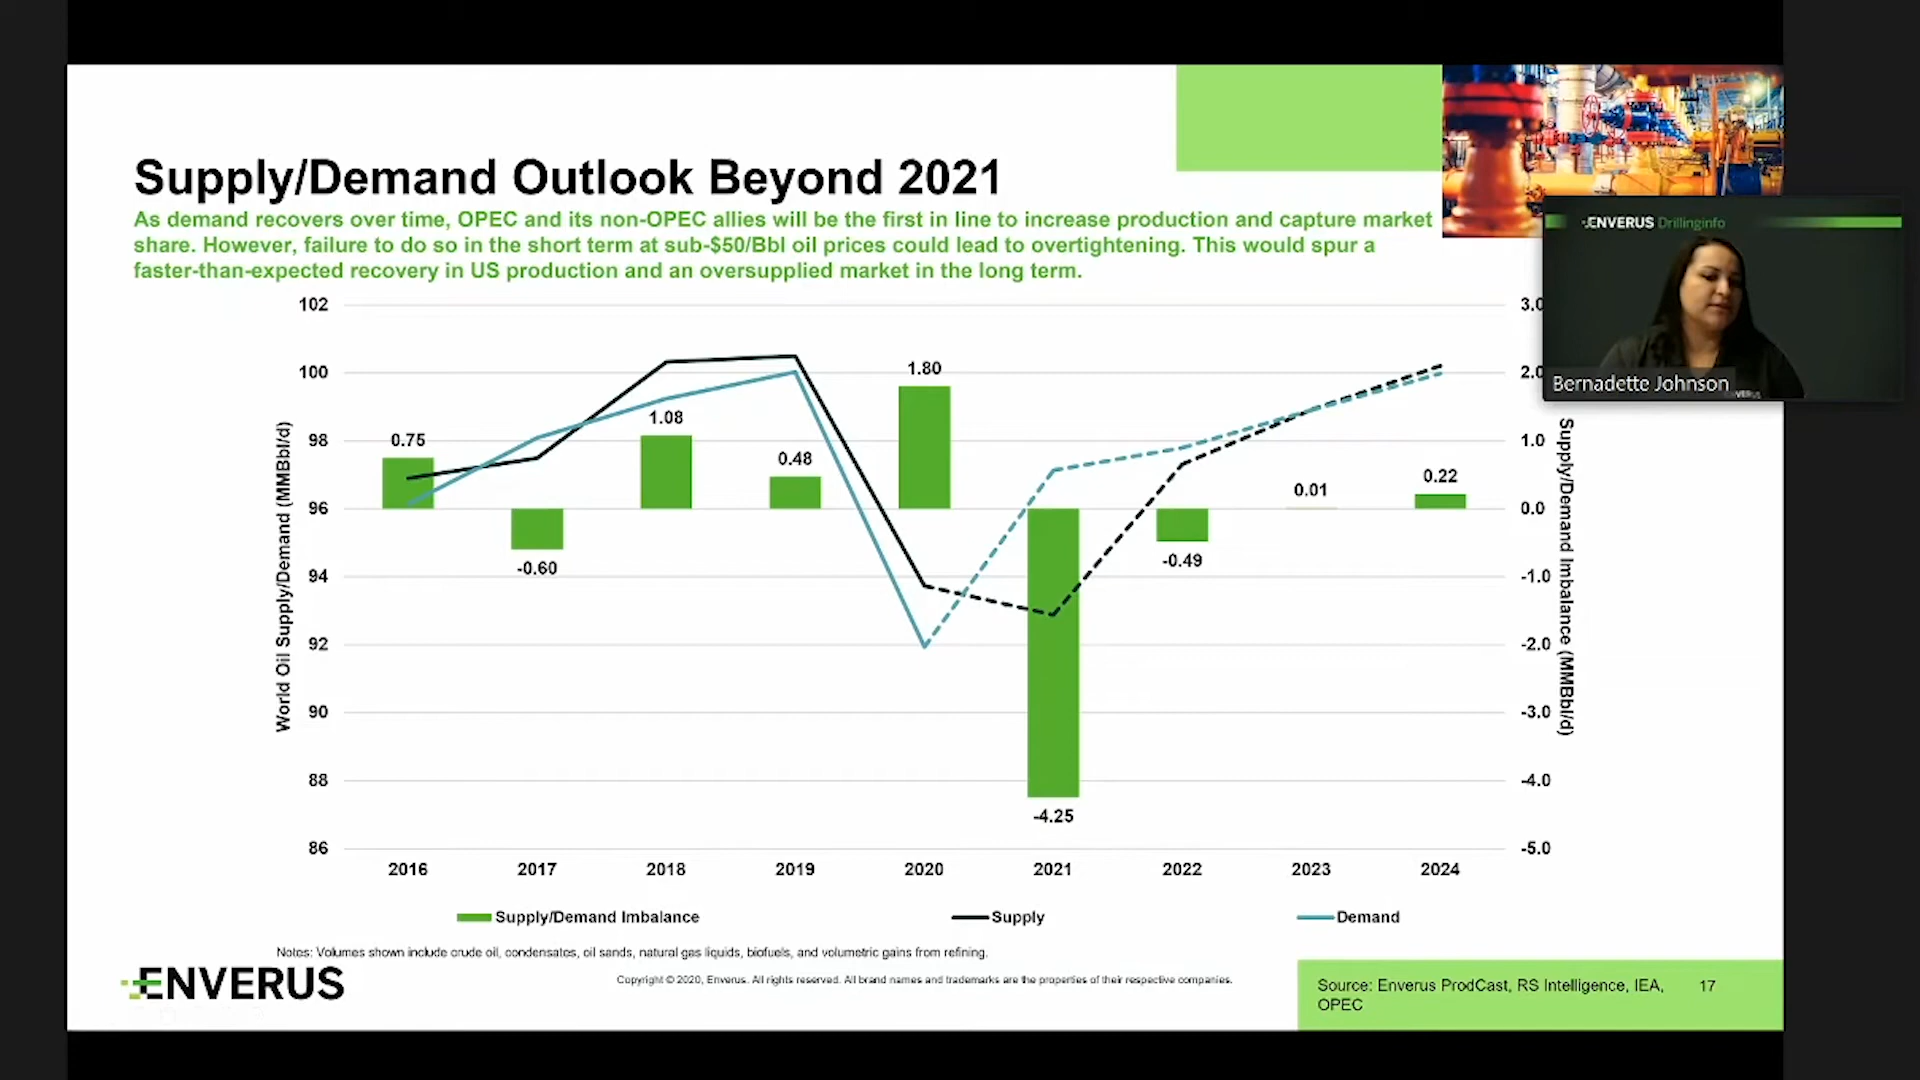 Supply/Demand Outlook Beyond 2021
As demand recovers over time, OPEC and its non-OPEC allies will be the first in line to increase production and capture market
share. However, failure to do so in the short term at sub-$50/Bbl oil prices could lead to overtightening. This would spur a
faster-than-expected recovery in US production and an oversupplied market in the long term.
ENVERUS Drillinginfo
Bernadette Johnson
World Oil Supply/Demand (MMBbl/d)
102
100
98
96
94
92
90
88
86
0.75
-0.60
1.08
0.48
1.80
-4.25
-0.49
0.01
0.22
3.0
2.0
1.0
0.0
-1.0
-2.0
-3.0
-4.0
-5.0
Supply/Demand Imbalance (MMBbl/d)
2016 2017 2018 2019 2020 2021 2022 2023 2024
Supply/Demand Imbalance Supply Demand
Notes: Volumes shown include crude oil, condensates, oil sands, natural gas liquids, biofuels, and volumetric gains from refining.
ENVERUS
Copyright © 2020, Enverus. All rights reserved. All brand names and trademarks are the properties of their respective companies.
Source: Enverus ProdCast, RS Intelligence, IEA,
OPEC
17